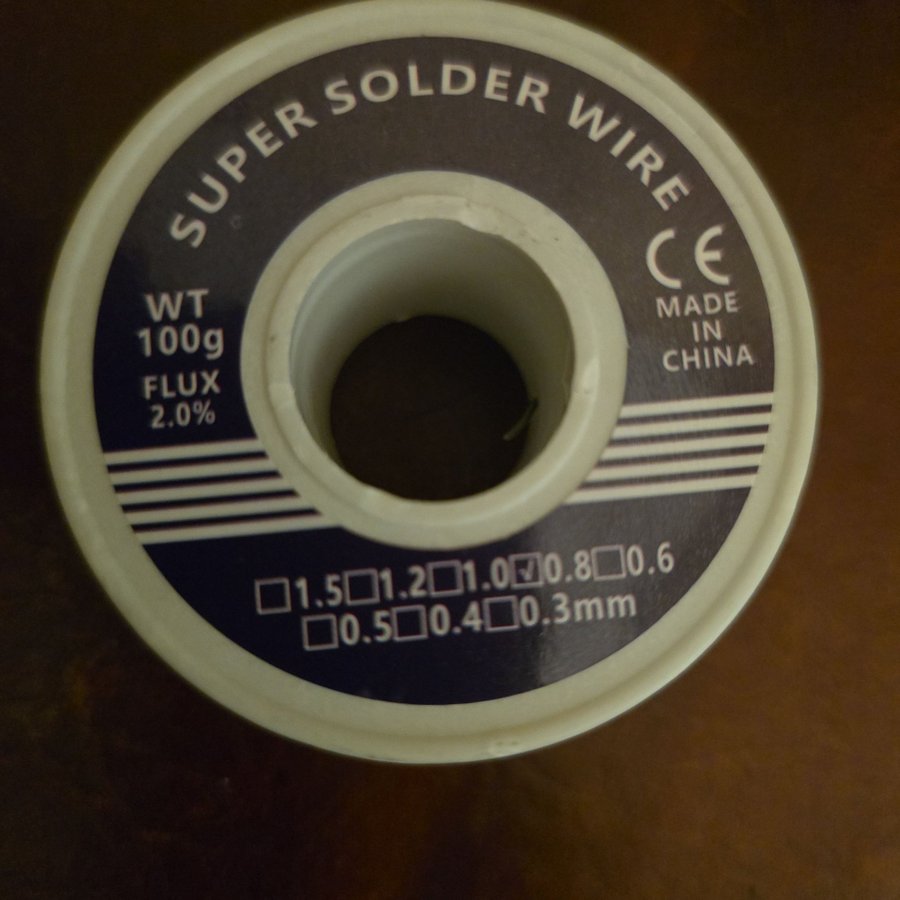 SUPER SOLDER WIRE
CE
WT
100g
FLUX
2.0%
MADE
IN
CHINA
☐1.5☐1.2☐1.0☑0.8☐0.6
☐0.5☐0.4☐0.3mm